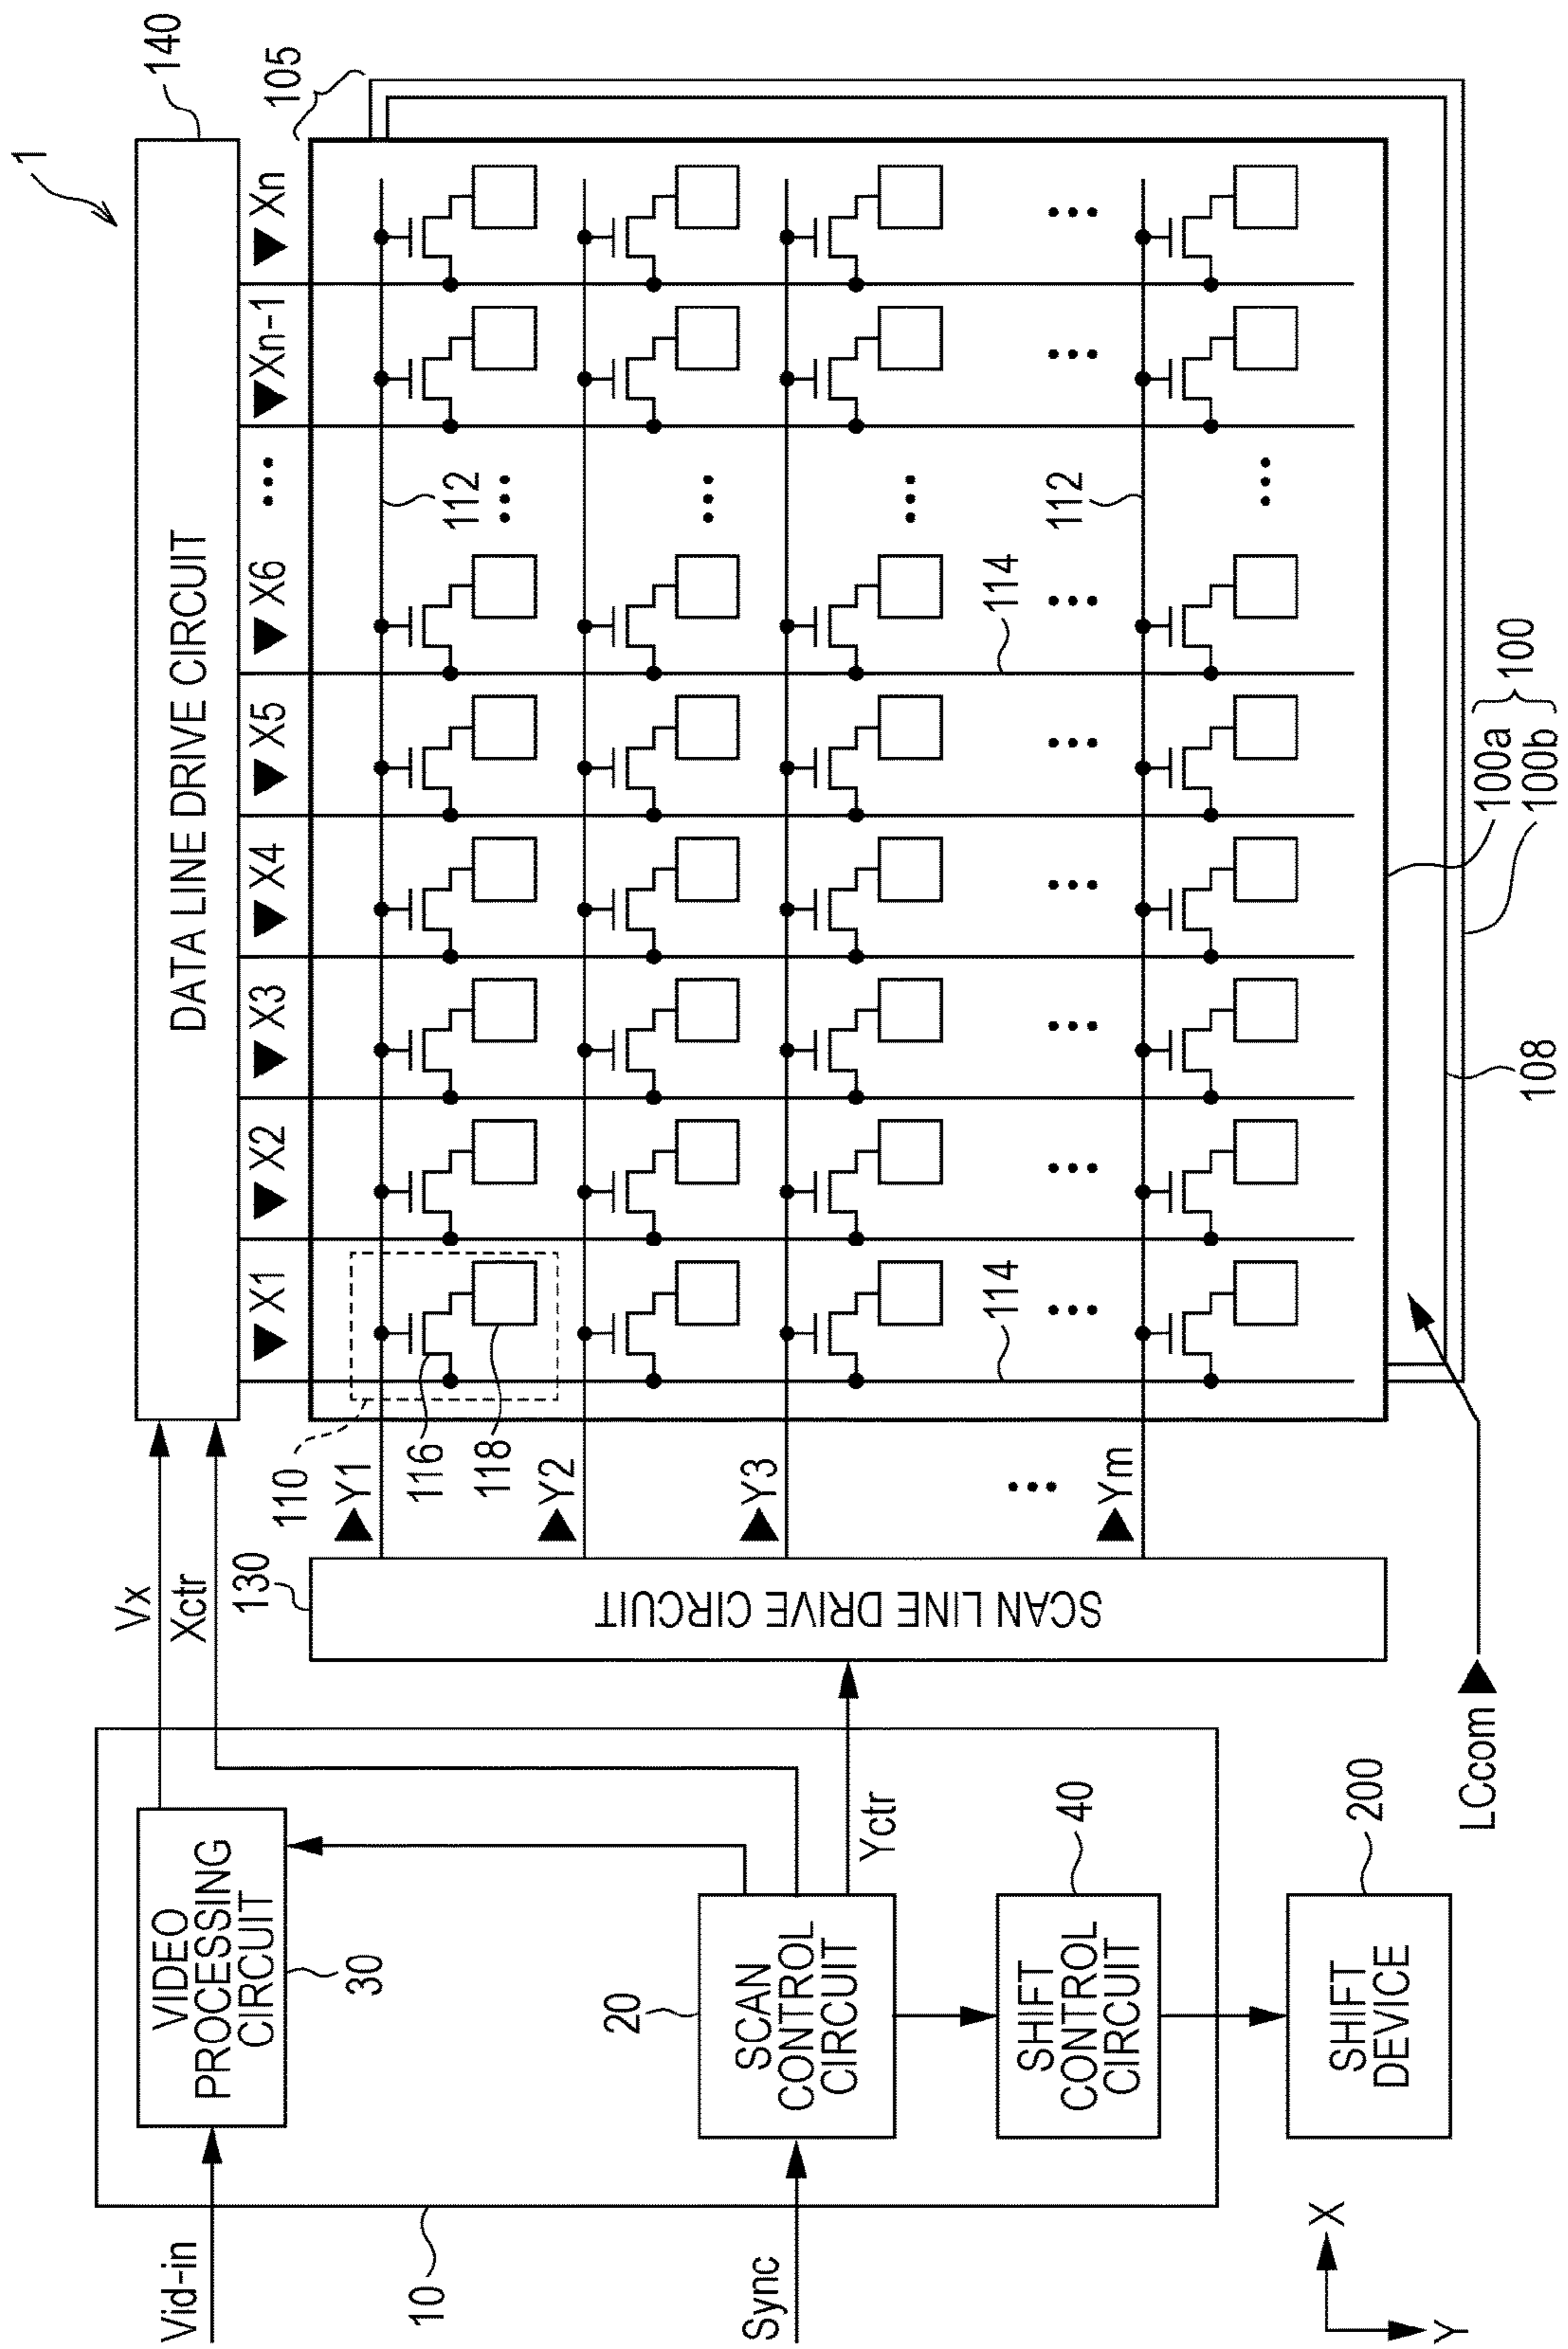 1
140
DATA LINE DRIVE CIRCUIT
Vx
Xctr
X1
X2
X3
X4
X5
X6
...
Xn-1
Xn
105
VIDEO
PROCESSING
CIRCUIT
30
Vid-in
10
130
SCAN LINE DRIVE CIRCUIT
110
Y1
116
118
112
...
Y2
...
Y3
...
114
114
112
...
Ym
...
20
SCAN
CONTROL
CIRCUIT
Sync
Yctr
40
SHIFT
CONTROL
CIRCUIT
200
SHIFT
DEVICE
LCcom
108
100a
100b
100
X
Y